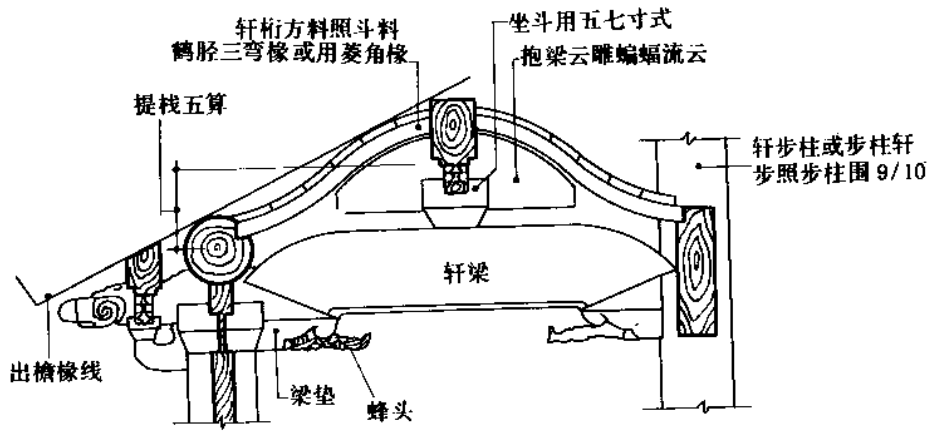 轩桁方料照斗料
鹤胫三弯椽或用菱角椽
坐斗用五七寸式
抱梁云雕蝙蝠流云
提栈五算
轩步柱或步柱轩
步照步柱围9/10
轩梁
出檐椽线
梁垫
蜂头